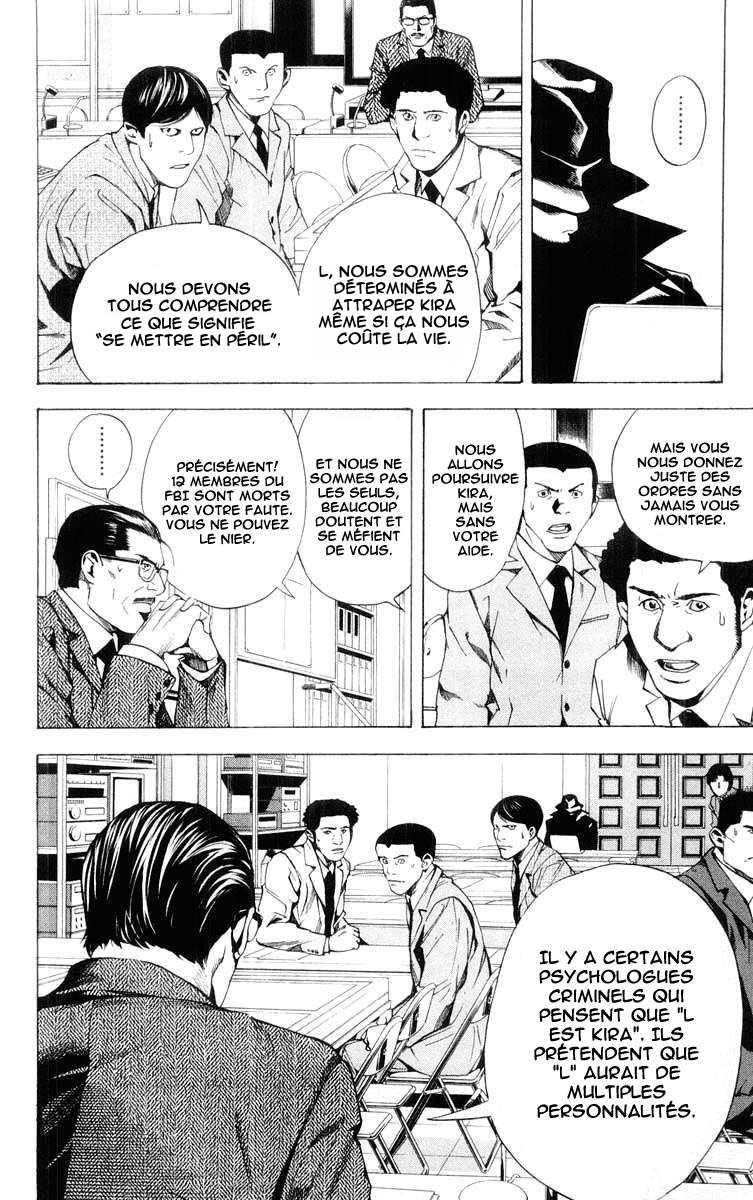 .........
L, NOUS SOMMES
DÉTERMINÉS À
ATTRAPER KIRA
MÊME SI ÇA NOUS
COÛTE LA VIE.
NOUS DEVONS
TOUS COMPRENDRE
CE QUE SIGNIFIE
"SE METTRE EN PÉRIL".
MAIS VOUS
NOUS DONNEZ
JUSTE DES
ORDRES SANS
JAMAIS VOUS
MONTRER.
NOUS
ALLONS
POURSUIVRE
KIRA,
MAIS
SANS
VOTRE
AIDE.
ET NOUS NE
SOMMES PAS
LES SEULS,
BEAUCOUP
DOUTENT ET
SE MÉFIENT
DE VOUS.
PRÉCISÉMENT!
12 MEMBRES DU
FBI SONT MORTS
PAR VOTRE FAUTE.
VOUS NE POUVEZ
LE NIER.
.........
IL Y A CERTAINS
PSYCHOLOGUES
CRIMINELS QUI
PENSENT QUE "L
EST KIRA". ILS
PRÉTENDENT QUE
"L" AURAIT DE
MULTIPLES
PERSONNALITÉS.